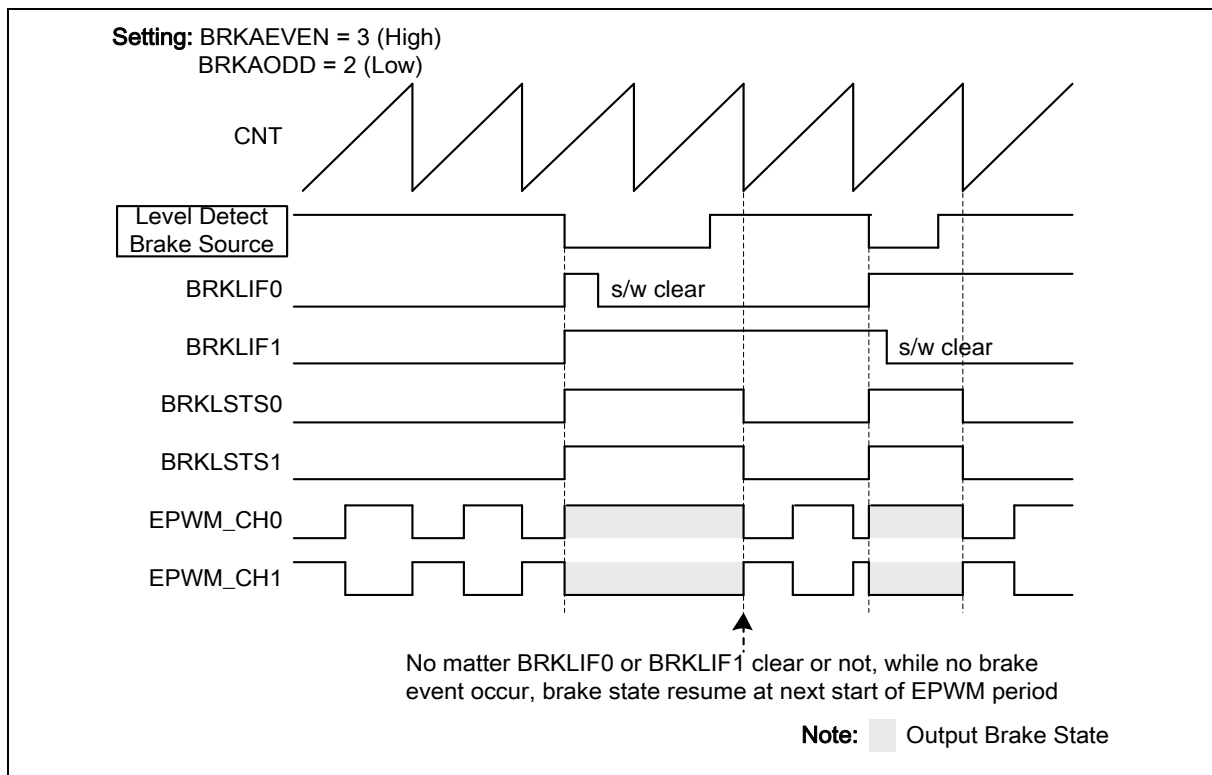 Setting: BRKAEVEN = 3 (High)
BRKAODD = 2 (Low)
CNT
Level Detect
Brake Source
BRKLIF0
s/w clear
BRKLIF1
s/w clear
BRKLSTS0
BRKLSTS1
EPWM_CH0
EPWM_CH1
No matter BRKLIF0 or BRKLIF1 clear or not, while no brake
event occur, brake state resume at next start of EPWM period
Note: Output Brake State